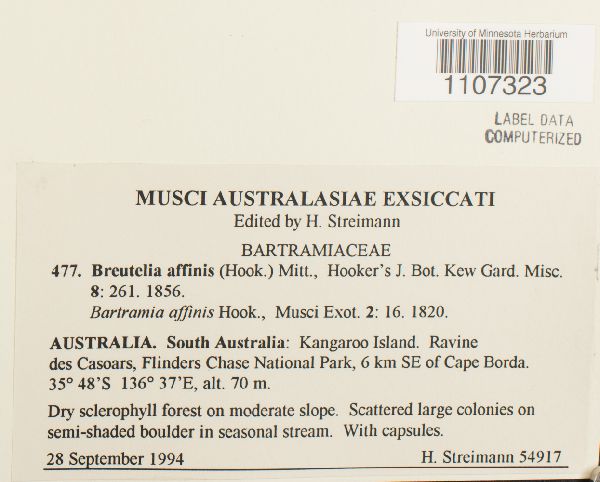 University of Minnesota Herbarium
1107323
LABEL DATA
COMPUTERIZED
MUSCI AUSTRALASIAE EXSICCATI
Edited by H. Streimann
BARTRAMIACEAE
477. Breutelia affinis (Hook.) Mitt., Hooker's J. Bot. Kew Gard. Misc.
8: 261. 1856.
Bartramia affinis Hook., Musci Exot. 2: 16. 1820.
AUSTRALIA. South Australia: Kangaroo Island. Ravine
des Casoars, Flinders Chase National Park, 6 km SE of Cape Borda.
35° 48'S 136° 37'E, alt. 70 m.
Dry sclerophyll forest on moderate slope. Scattered large colonies on
semi-shaded boulder in seasonal stream. With capsules.
28 September 1994 H. Streimann 54917